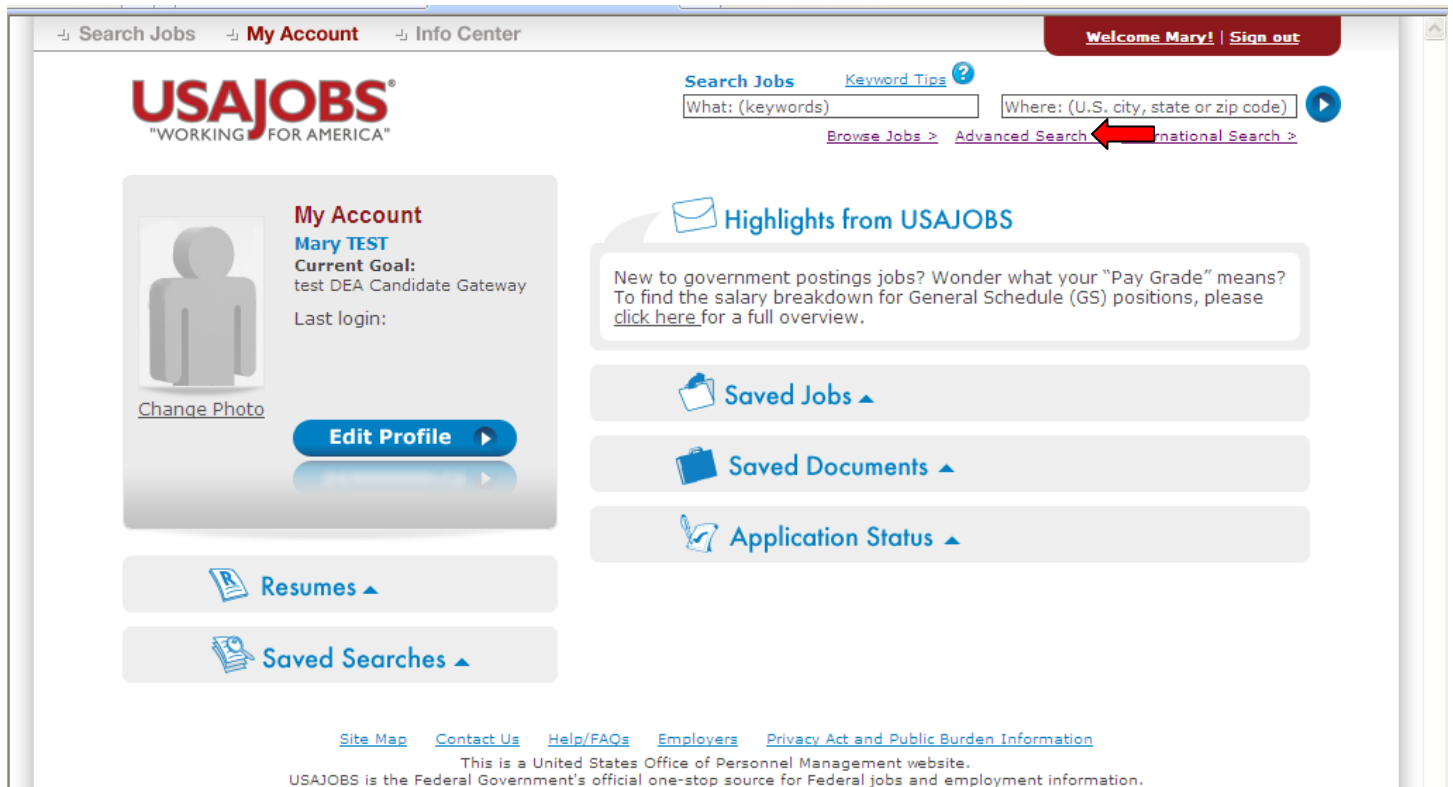 Search Jobs My Account Info Center
Welcome Mary! | Sign out
USAJOBS®
"WORKING FOR AMERICA"
Search Jobs Keyword Tips ?
What: (keywords) Where: (U.S. city, state or zip code)
Browse Jobs > Advanced Search national Search >
My Account
Mary TEST
Current Goal:
test DEA Candidate Gateway
Last login:
Change Photo
Edit Profile
Resumes
Saved Searches
Highlights from USAJOBS
New to government postings jobs? Wonder what your “Pay Grade” means?
To find the salary breakdown for General Schedule (GS) positions, please
click here for a full overview.
Saved Jobs
Saved Documents
Application Status
Site Map Contact Us Help/FAQs Employers Privacy Act and Public Burden Information
This is a United States Office of Personnel Management website.
USAJOBS is the Federal Government's official one-stop source for Federal jobs and employment information.